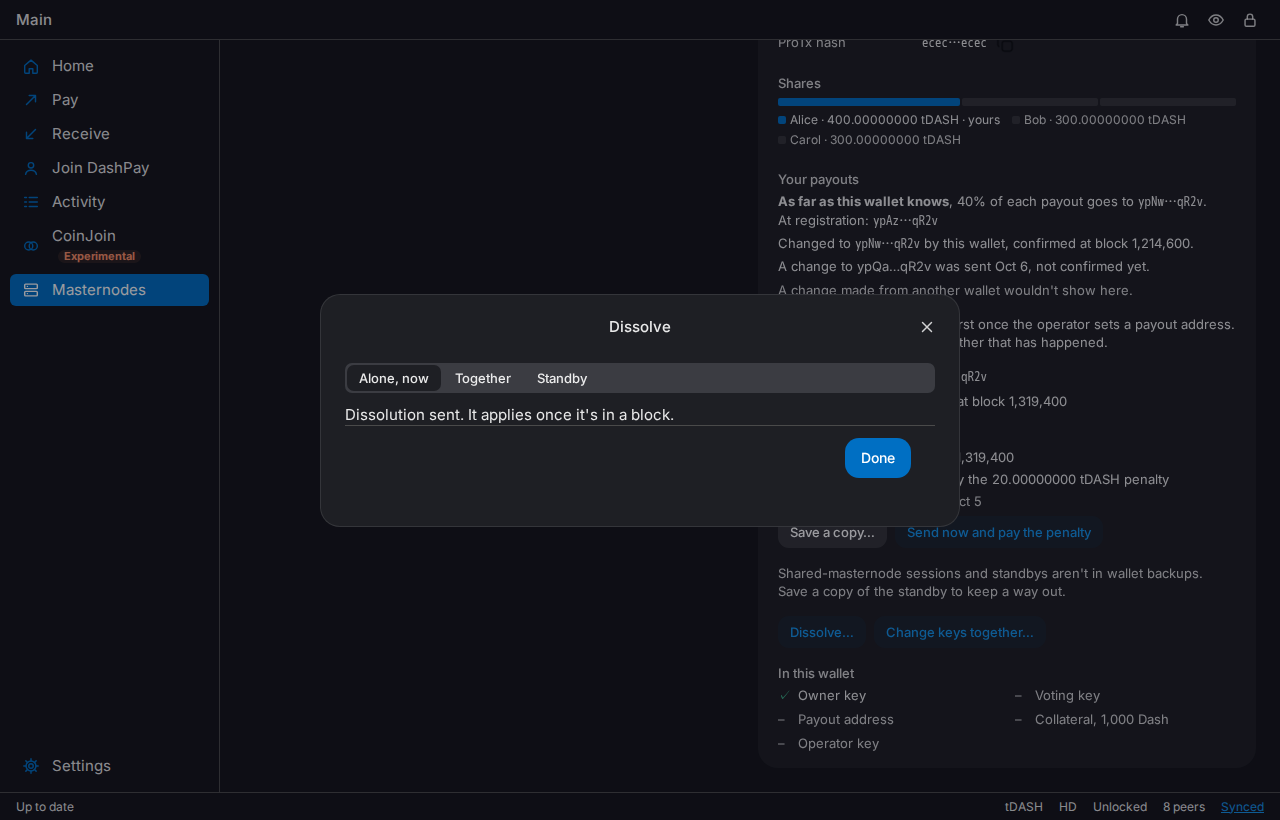 Main
Home
Pay
Receive
Join DashPay
Activity
CoinJoin
Experimental
Masternodes
Settings
ProTx hash ecec…ecec
Shares
Alice · 400.00000000 tDASH · yours Bob · 300.00000000 tDASH
Carol · 300.00000000 tDASH
Your payouts
As far as this wallet knows, 40% of each payout goes to ypNw…qR2v.
At registration: ypAz…qR2v
Changed to ypNw…qR2v by this wallet, confirmed at block 1,214,600.
A change to ypQa…qR2v was sent Oct 6, not confirmed yet.
A change made from another wallet wouldn't show here.
once the operator sets a payout address.
that has happened.
qR2v
at block 1,319,400
Dissolve
Alone, now Together Standby
Dissolution sent. It applies once it's in a block.
Done
1,319,400
the 20.00000000 tDASH penalty
5
Save a copy… Send now and pay the penalty
Shared-masternode sessions and standbys aren't in wallet backups.
Save a copy of the standby to keep a way out.
Dissolve… Change keys together…
In this wallet
✓ Owner key – Voting key
– Payout address – Collateral, 1,000 Dash
– Operator key
Up to date tDASH HD Unlocked 8 peers Synced